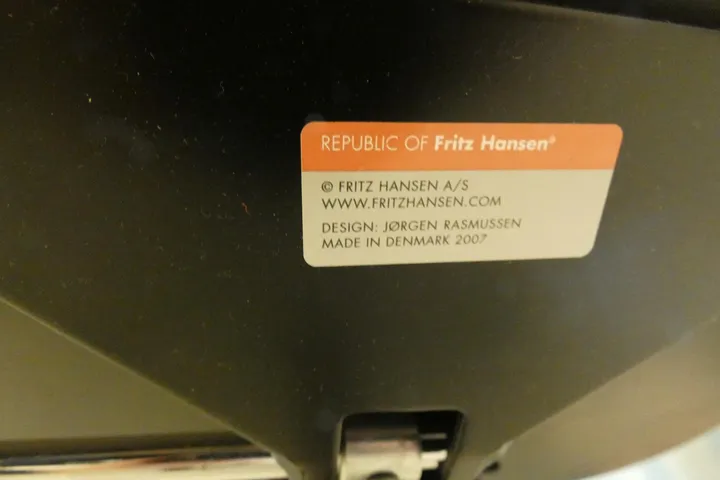 REPUBLIC OF Fritz Hansen®
© FRITZ HANSEN A/S
WWW.FRITZHANSEN.COM
DESIGN: JØRGEN RASMUSSEN
MADE IN DENMARK 2007